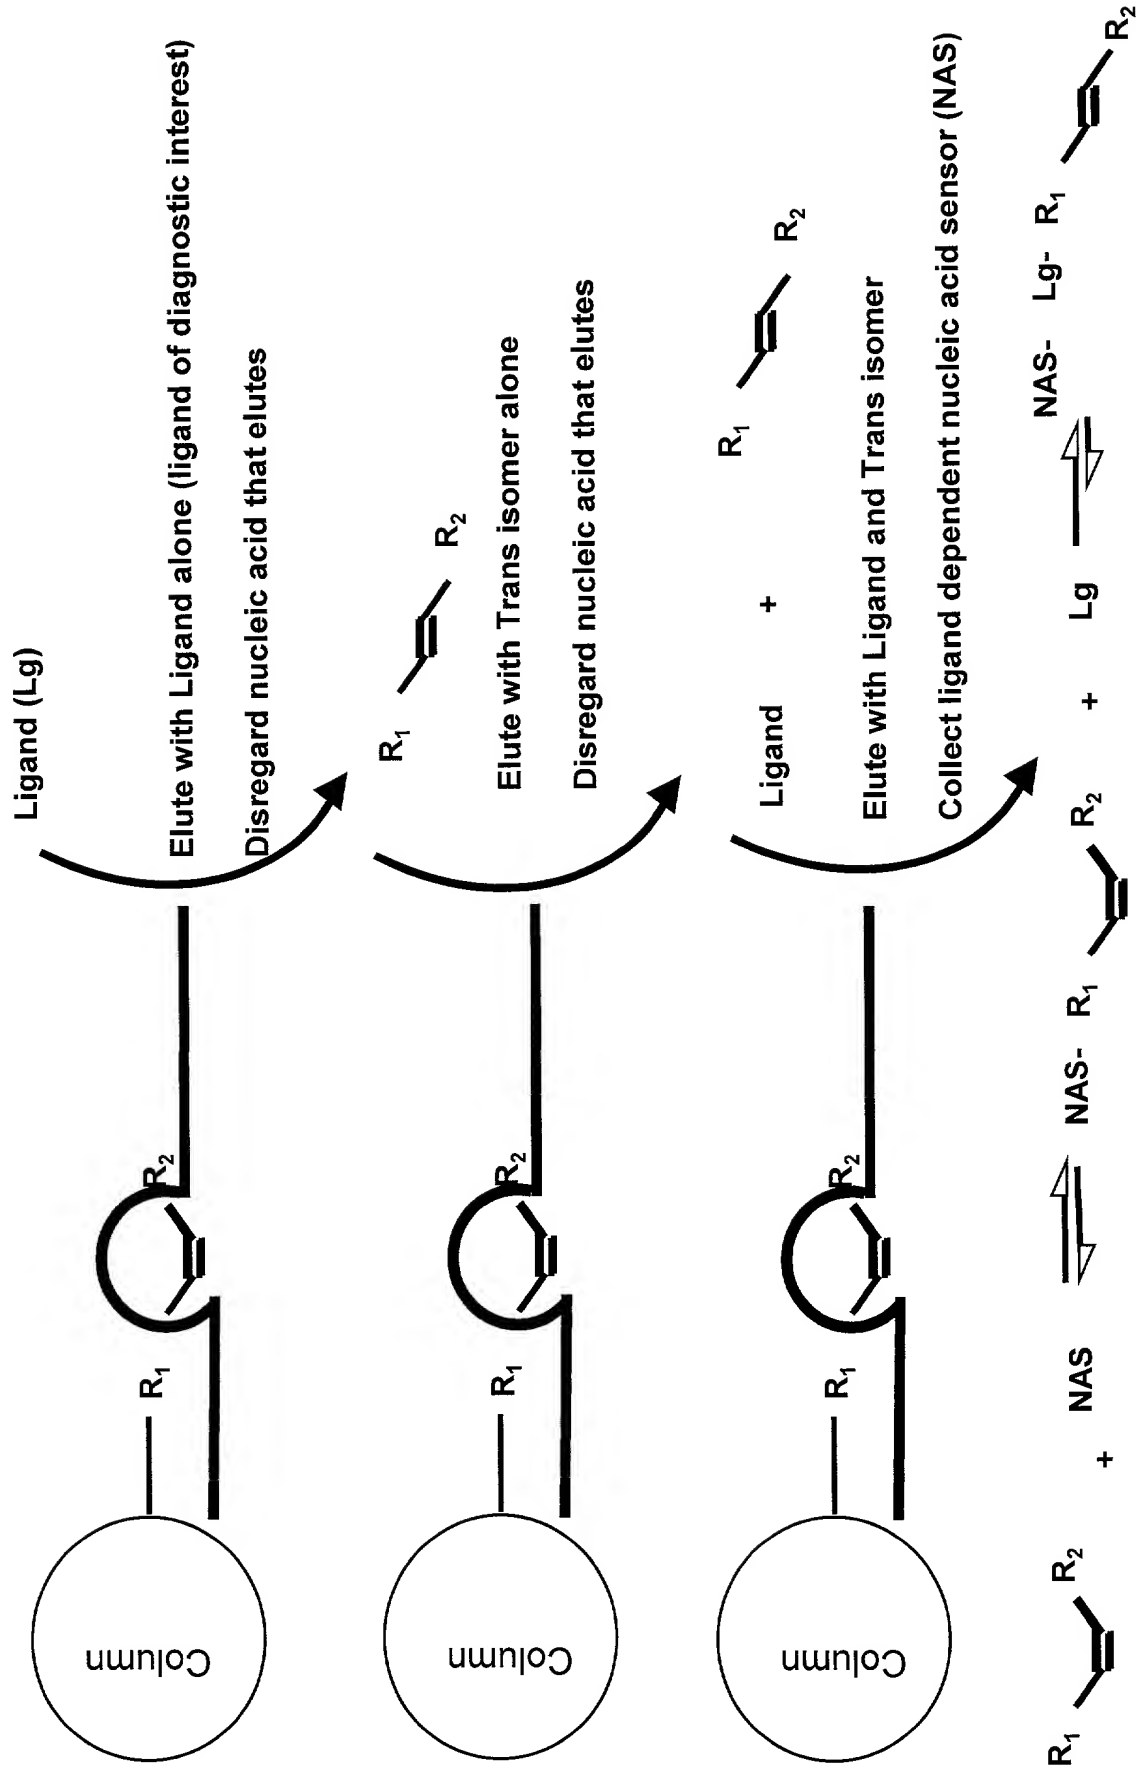 Ligand (Lg)
Column
R1
R2
Elute with Ligand alone (ligand of diagnostic interest)
Disregard nucleic acid that elutes
R1
R2
Column
R1
R2
Elute with Trans isomer alone
Disregard nucleic acid that elutes
Ligand + R1
R2
Column
R1
R2
Elute with Ligand and Trans isomer
Collect ligand dependent nucleic acid sensor (NAS)
R1 R2 + NAS NAS- R1 R2 + Lg NAS- Lg- R1 R2